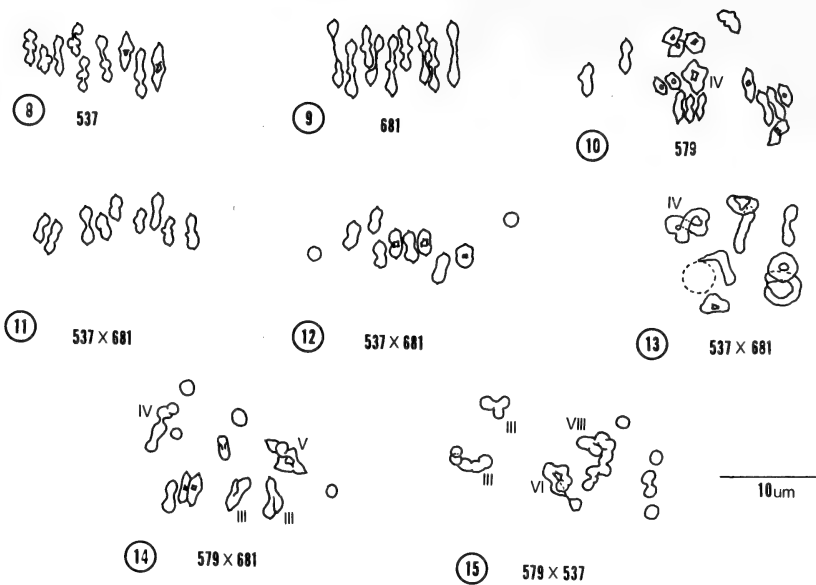 8 537
9 681
IV
10 579
11 537 X 681
12 537 X 681
IV
13 537 X 681
IV
V
III III
14 579 X 681
III
VIII
III
VI
15 579 X 537
10um